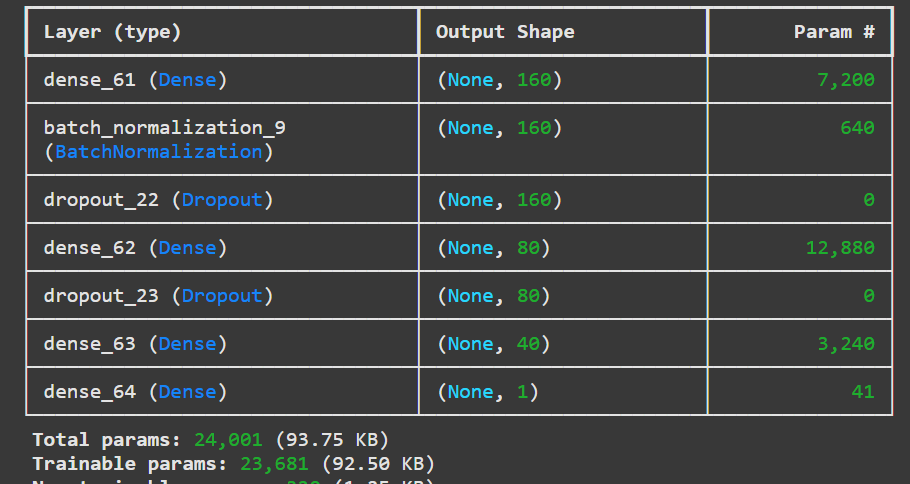 Layer (type) Output Shape Param #
dense_61 (Dense) (None, 160) 7,200
batch_normalization_9 (None, 160) 640
(BatchNormalization)
dropout_22 (Dropout) (None, 160) 0
dense_62 (Dense) (None, 80) 12,880
dropout_23 (Dropout) (None, 80) 0
dense_63 (Dense) (None, 40) 3,240
dense_64 (Dense) (None, 1) 41
Total params: 24,001 (93.75 KB)
Trainable params: 23,681 (92.50 KB)